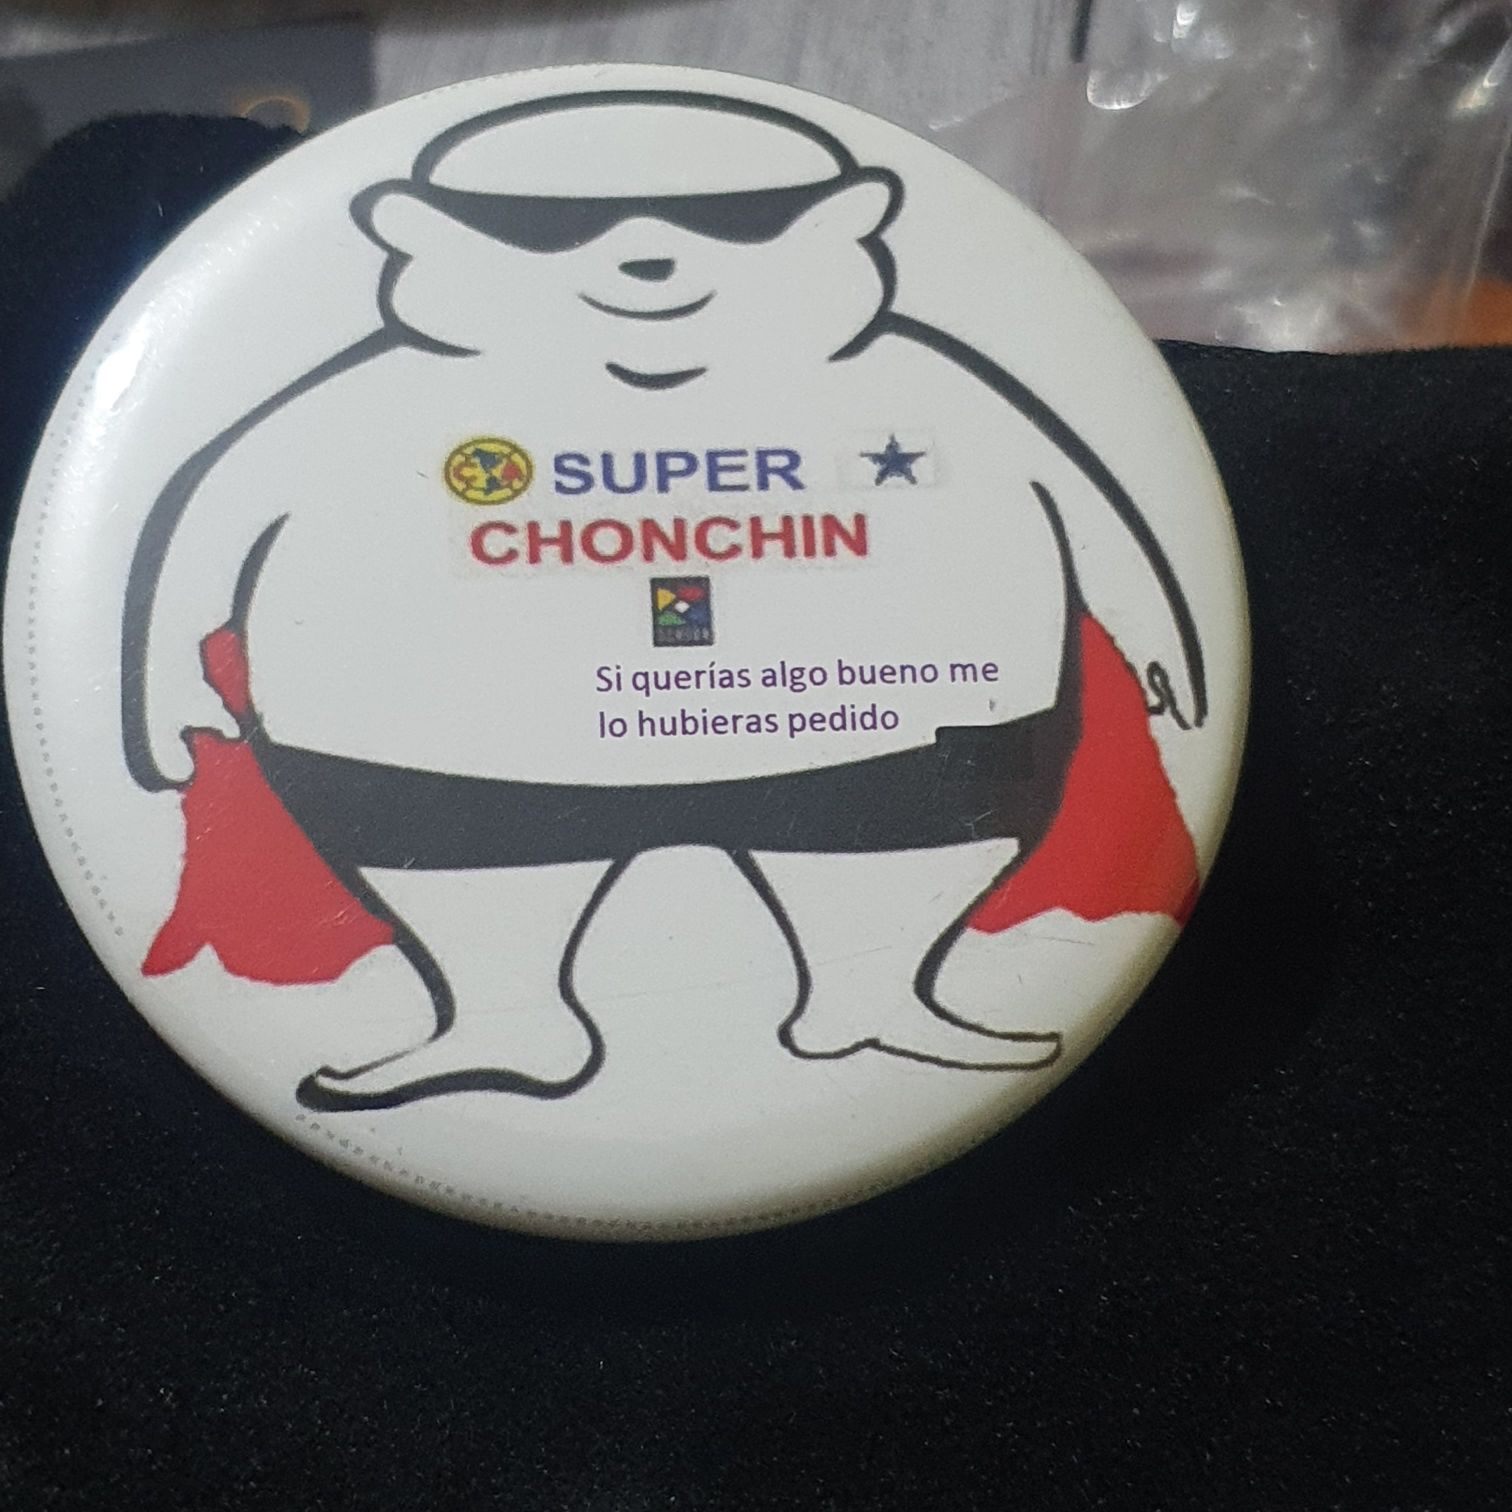 SUPER
CHONCHIN
Si querías algo bueno me
lo hubieras pedido